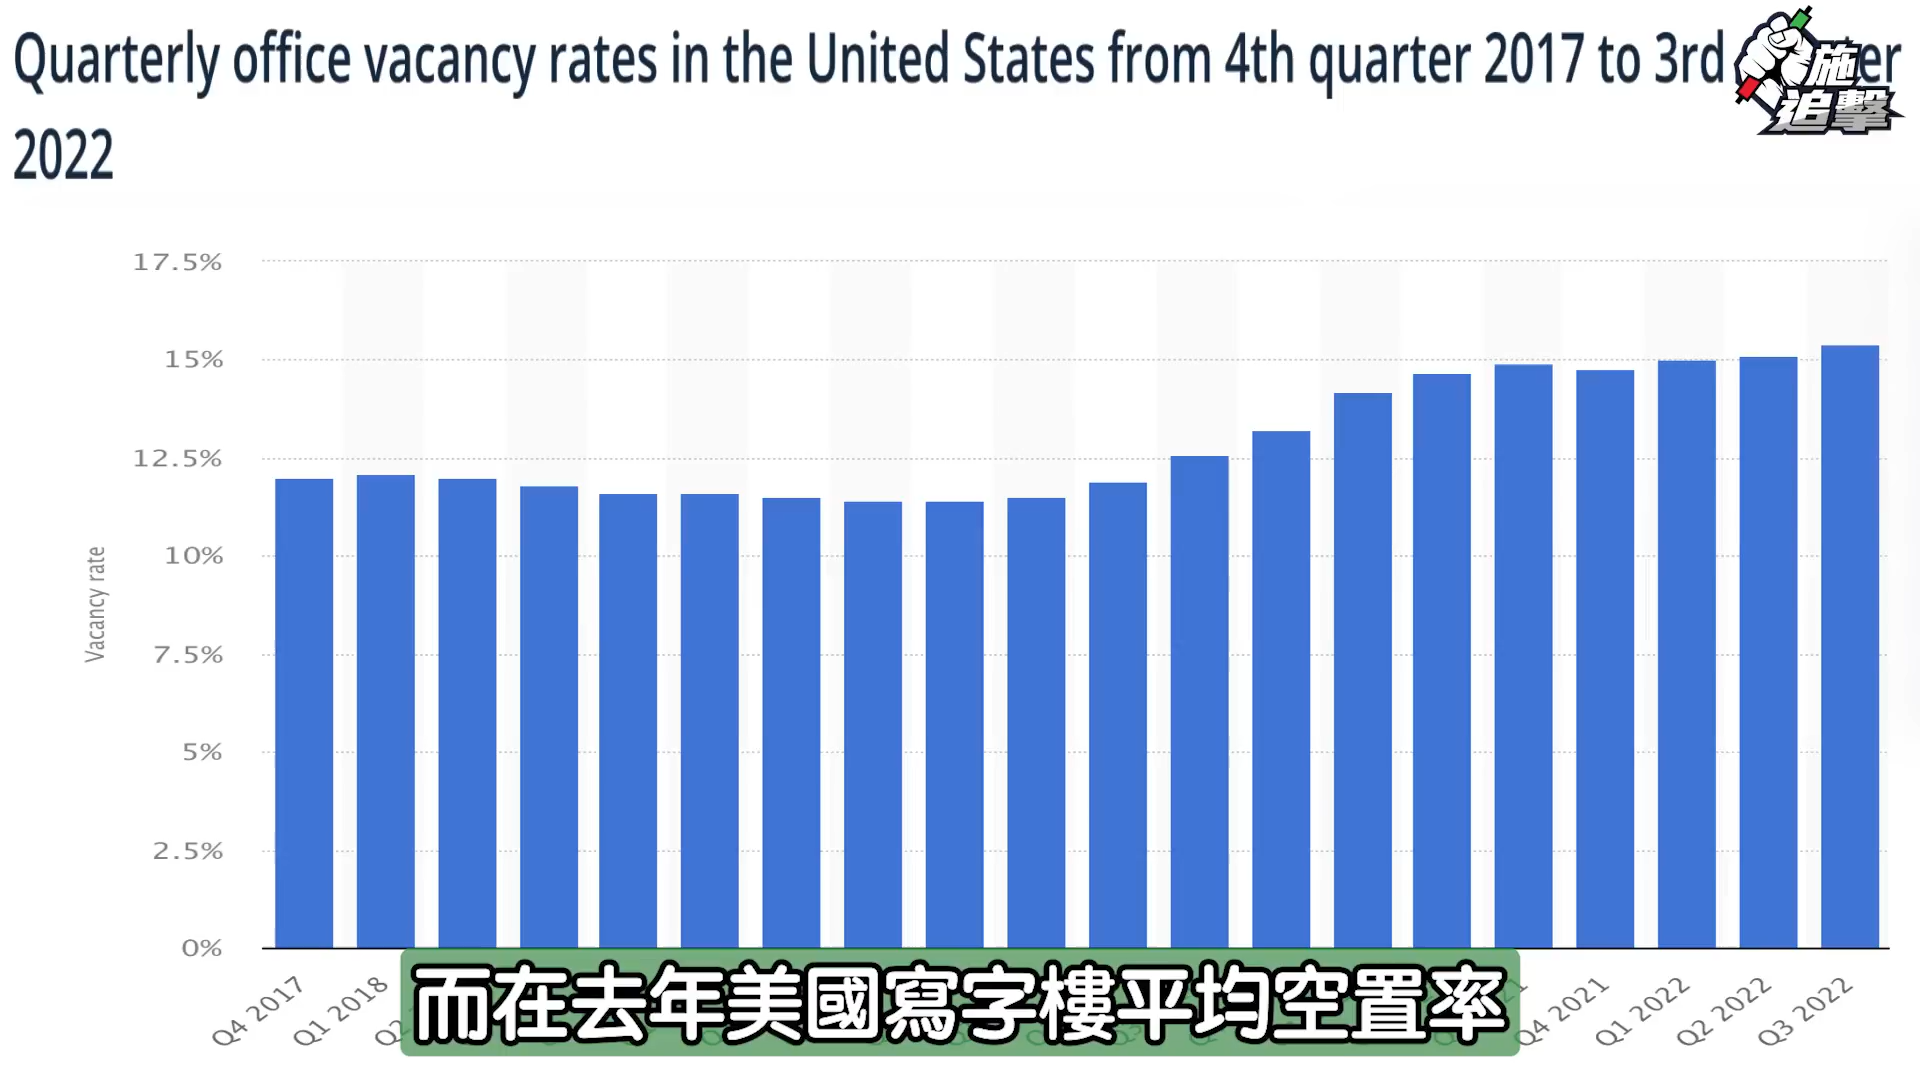 Quarterly office vacancy rates in the United States from 4th quarter 2017 to 3rd
2022
施
追擊
17.5%
15%
12.5%
10%
7.5%
5%
2.5%
0%
Vacancy rate
Q4 2017
Q1 2018
Q4 2021
Q1 2022
Q2 2022
Q3 2022
而在去年美國寫字樓平均空置率